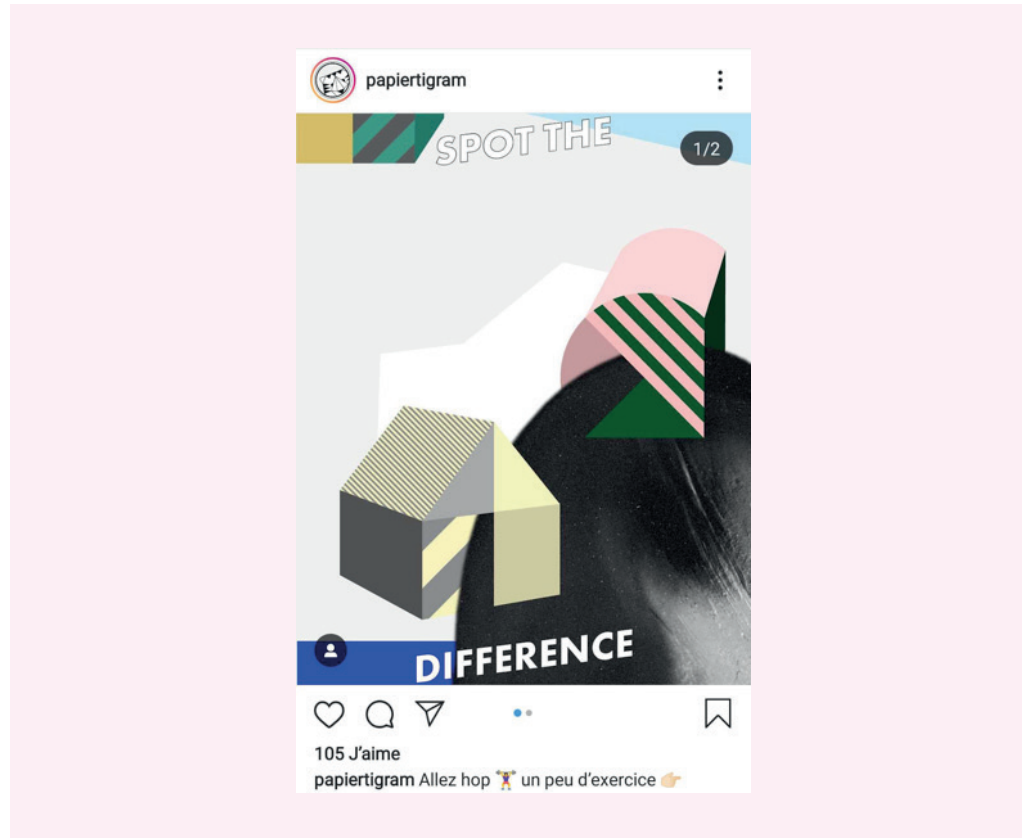 papiertigram
SPOT THE
1/2
DIFFERENCE
105 J’aime
papiertigram Allez hop 🏋️‍♀️ un peu d’exercice 👉🏻